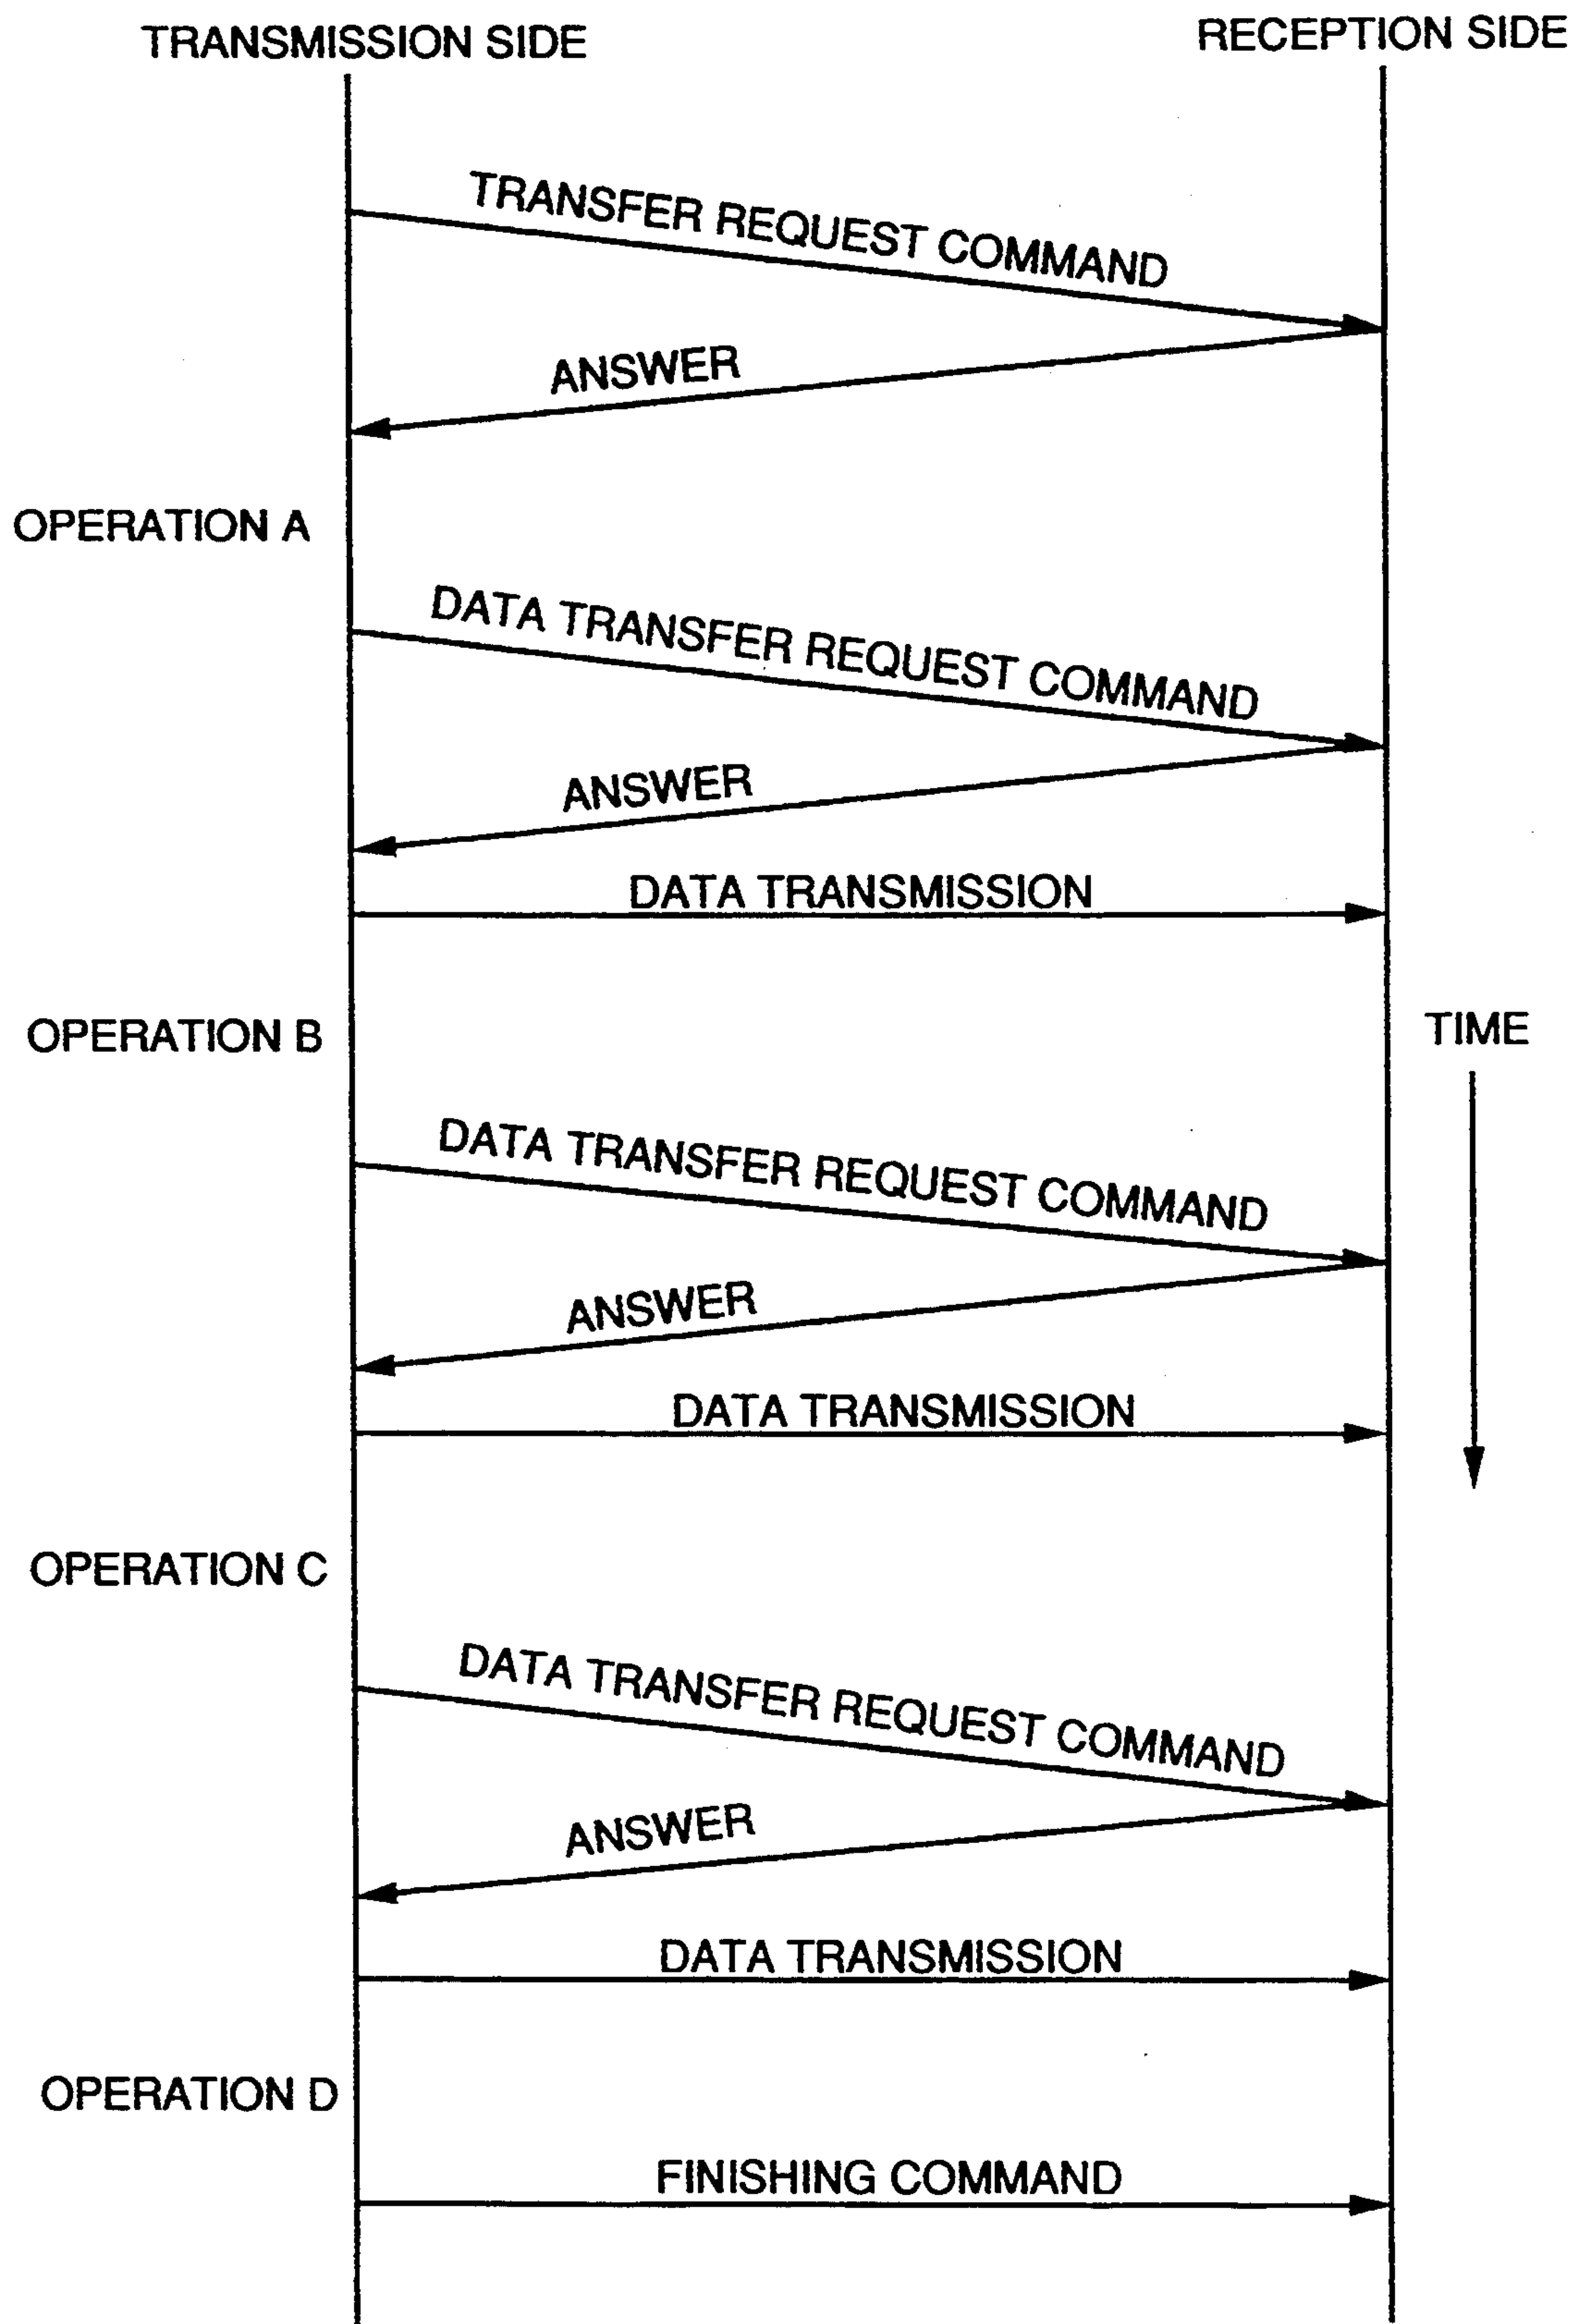 TRANSMISSION SIDE
RECEPTION SIDE
TRANSFER REQUEST COMMAND
ANSWER
OPERATION A
DATA TRANSFER REQUEST COMMAND
ANSWER
DATA TRANSMISSION
OPERATION B
TIME
DATA TRANSFER REQUEST COMMAND
ANSWER
DATA TRANSMISSION
OPERATION C
DATA TRANSFER REQUEST COMMAND
ANSWER
DATA TRANSMISSION
OPERATION D
FINISHING COMMAND